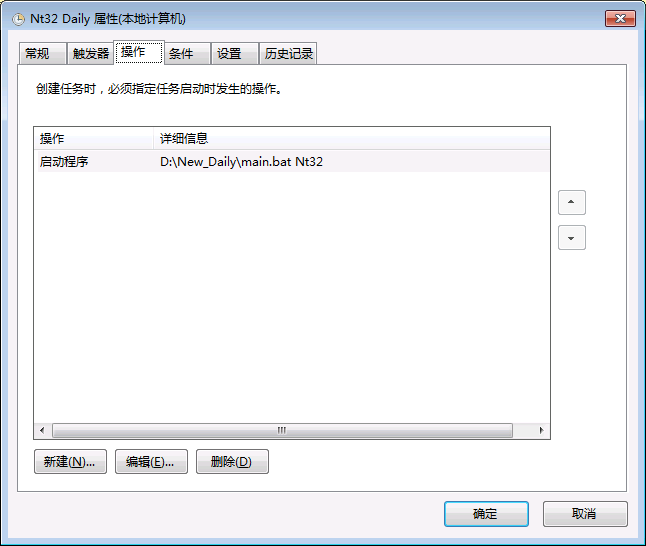 Nt32 Daily 属性(本地计算机)
常规 触发器 操作 条件 设置 历史记录
创建任务时，必须指定任务启动时发生的操作。
操作 详细信息
启动程序 D:\New_Daily\main.bat Nt32
新建(N)... 编辑(E)... 删除(D)
确定 取消